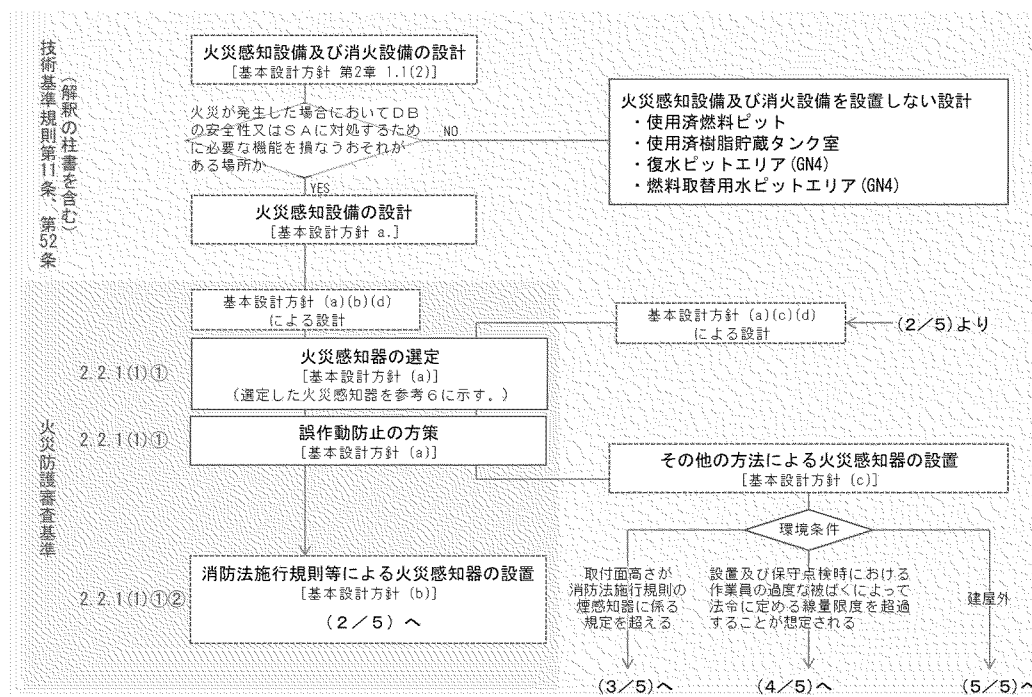 技術基準規則第11条、第52条
(解釈の柱書を含む)
火災感知設備及び消火設備の設計
[基本設計方針 第2章 1.1(2)]
火災が発生した場合においてＤＢ
の安全性又はＳＡに対処するため
に必要な機能を損なうおそれが
ある場所か
NO
YES
火災感知設備及び消火設備を設置しない設計
・使用済燃料ピット
・使用済樹脂貯蔵タンク室
・復水ピットエリア(GN4)
・燃料取替用水ピットエリア(GN4)
火災感知設備の設計
[基本設計方針 a.]
火災防護審査基準
基本設計方針 (a)(b)(d)
による設計
基本設計方針 (a)(c)(d)
による設計
(２／５)より
2.2.1(1)①
火災感知器の選定
[基本設計方針 (a)]
(選定した火災感知器を参考６に示す。)
2.2.1(1)①
誤作動防止の方策
[基本設計方針 (a)]
その他の方法による火災感知器の設置
[基本設計方針 (c)]
環境条件
2.2.1(1)①②
消防法施行規則等による火災感知器の設置
[基本設計方針 (b)]
(２／５)へ
取付面高さが
消防法施行規則の
煙感知器に係る
規定を超える
設置及び保守点検時における
作業員の過度な被ばくによって
法令に定める線量限度を超過
することが想定される
建屋外
(３／５)へ
(４／５)へ
(５／５)へ